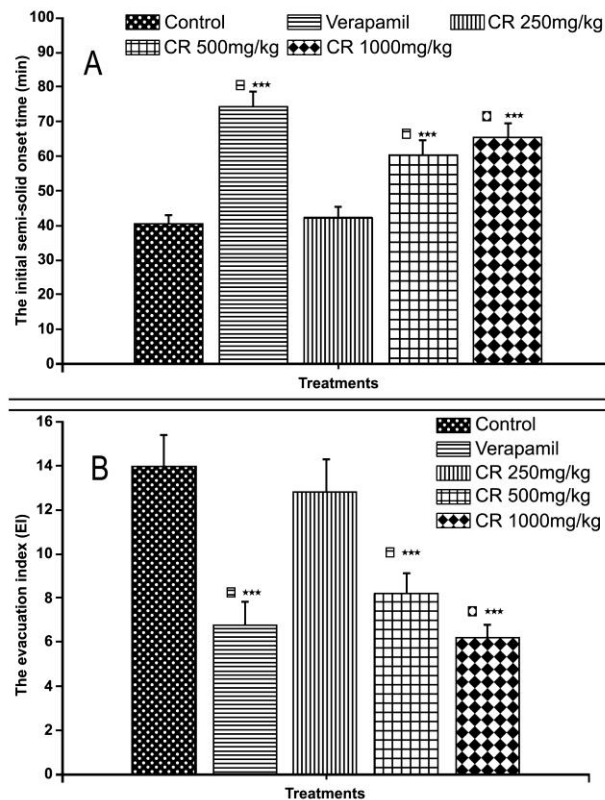 Control Verapamil CR 250mg/kg
CR 500mg/kg CR 1000mg/kg
A
The initial semi-solid onset time (min)
100
90
80
70
60
50
40
30
20
10
0
***
***
***
Treatments
B
The evacuation index (EI)
16
14
12
10
8
6
4
2
0
Control
Verapamil
CR 250mg/kg
CR 500mg/kg
CR 1000mg/kg
***
***
***
Treatments